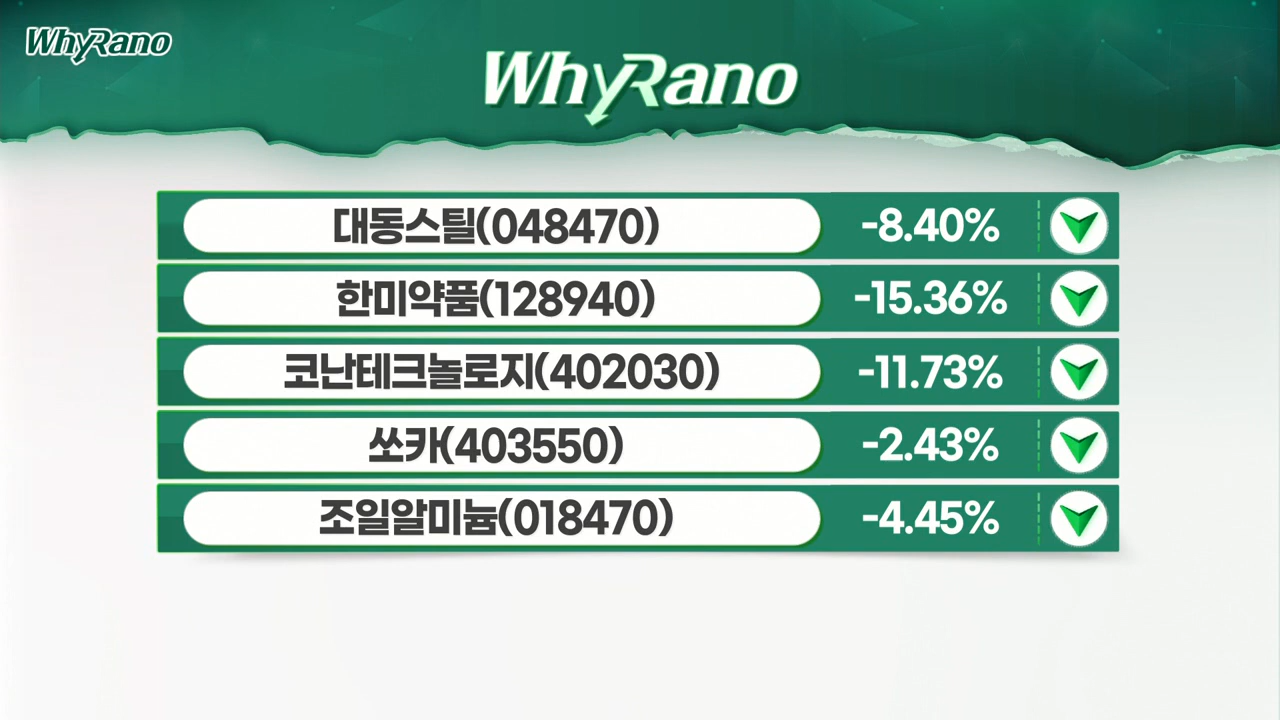 WhyRano
WhyRano
대동스틸(048470) -8.40%
한미약품(128940) -15.36%
코난테크놀로지(402030) -11.73%
쏘카(403550) -2.43%
조일알미늄(018470) -4.45%